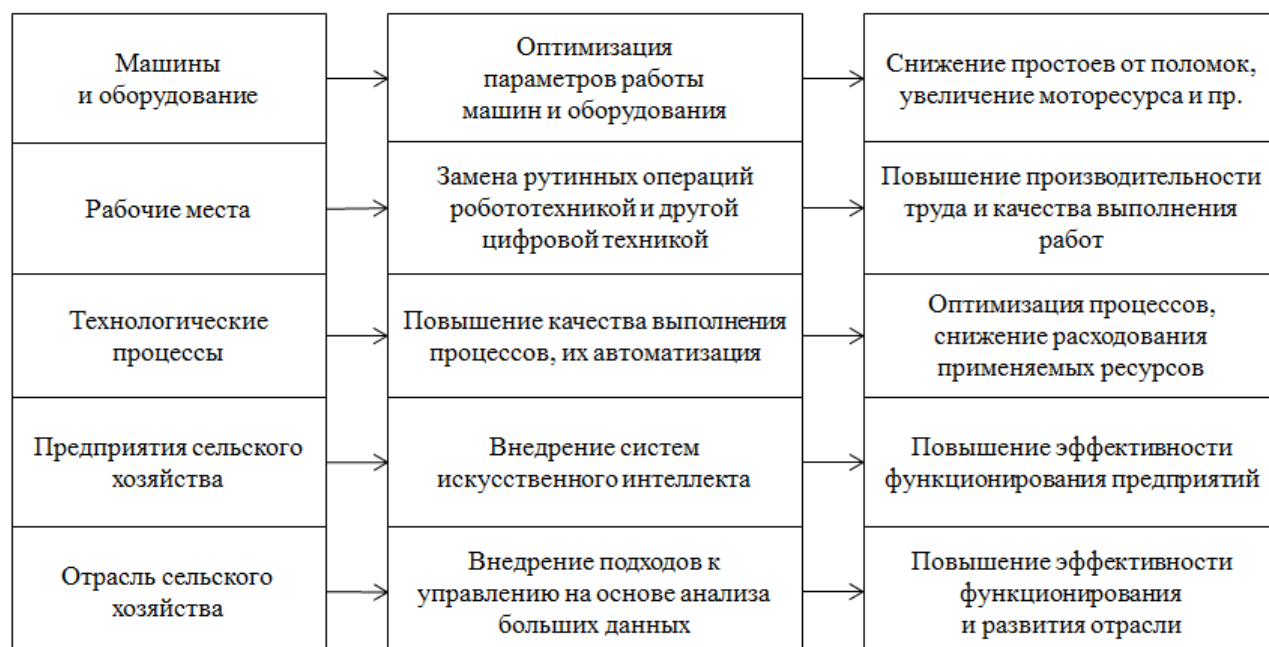 Машины
и оборудование
Оптимизация
параметров работы
машин и оборудования
Снижение простоев от поломок,
увеличение моторесурса и пр.
Рабочие места
Замена рутинных операций
робототехникой и другой
цифровой техникой
Повышение производительности
труда и качества выполнения
работ
Технологические
процессы
Повышение качества выполнения
процессов, их автоматизация
Оптимизация процессов,
снижение расходования
применяемых ресурсов
Предприятия сельского
хозяйства
Внедрение систем
искусственного интеллекта
Повышение эффективности
функционирования предприятий
Отрасль сельского
хозяйства
Внедрение подходов к
управлению на основе анализа
больших данных
Повышение эффективности
функционирования
и развития отрасли